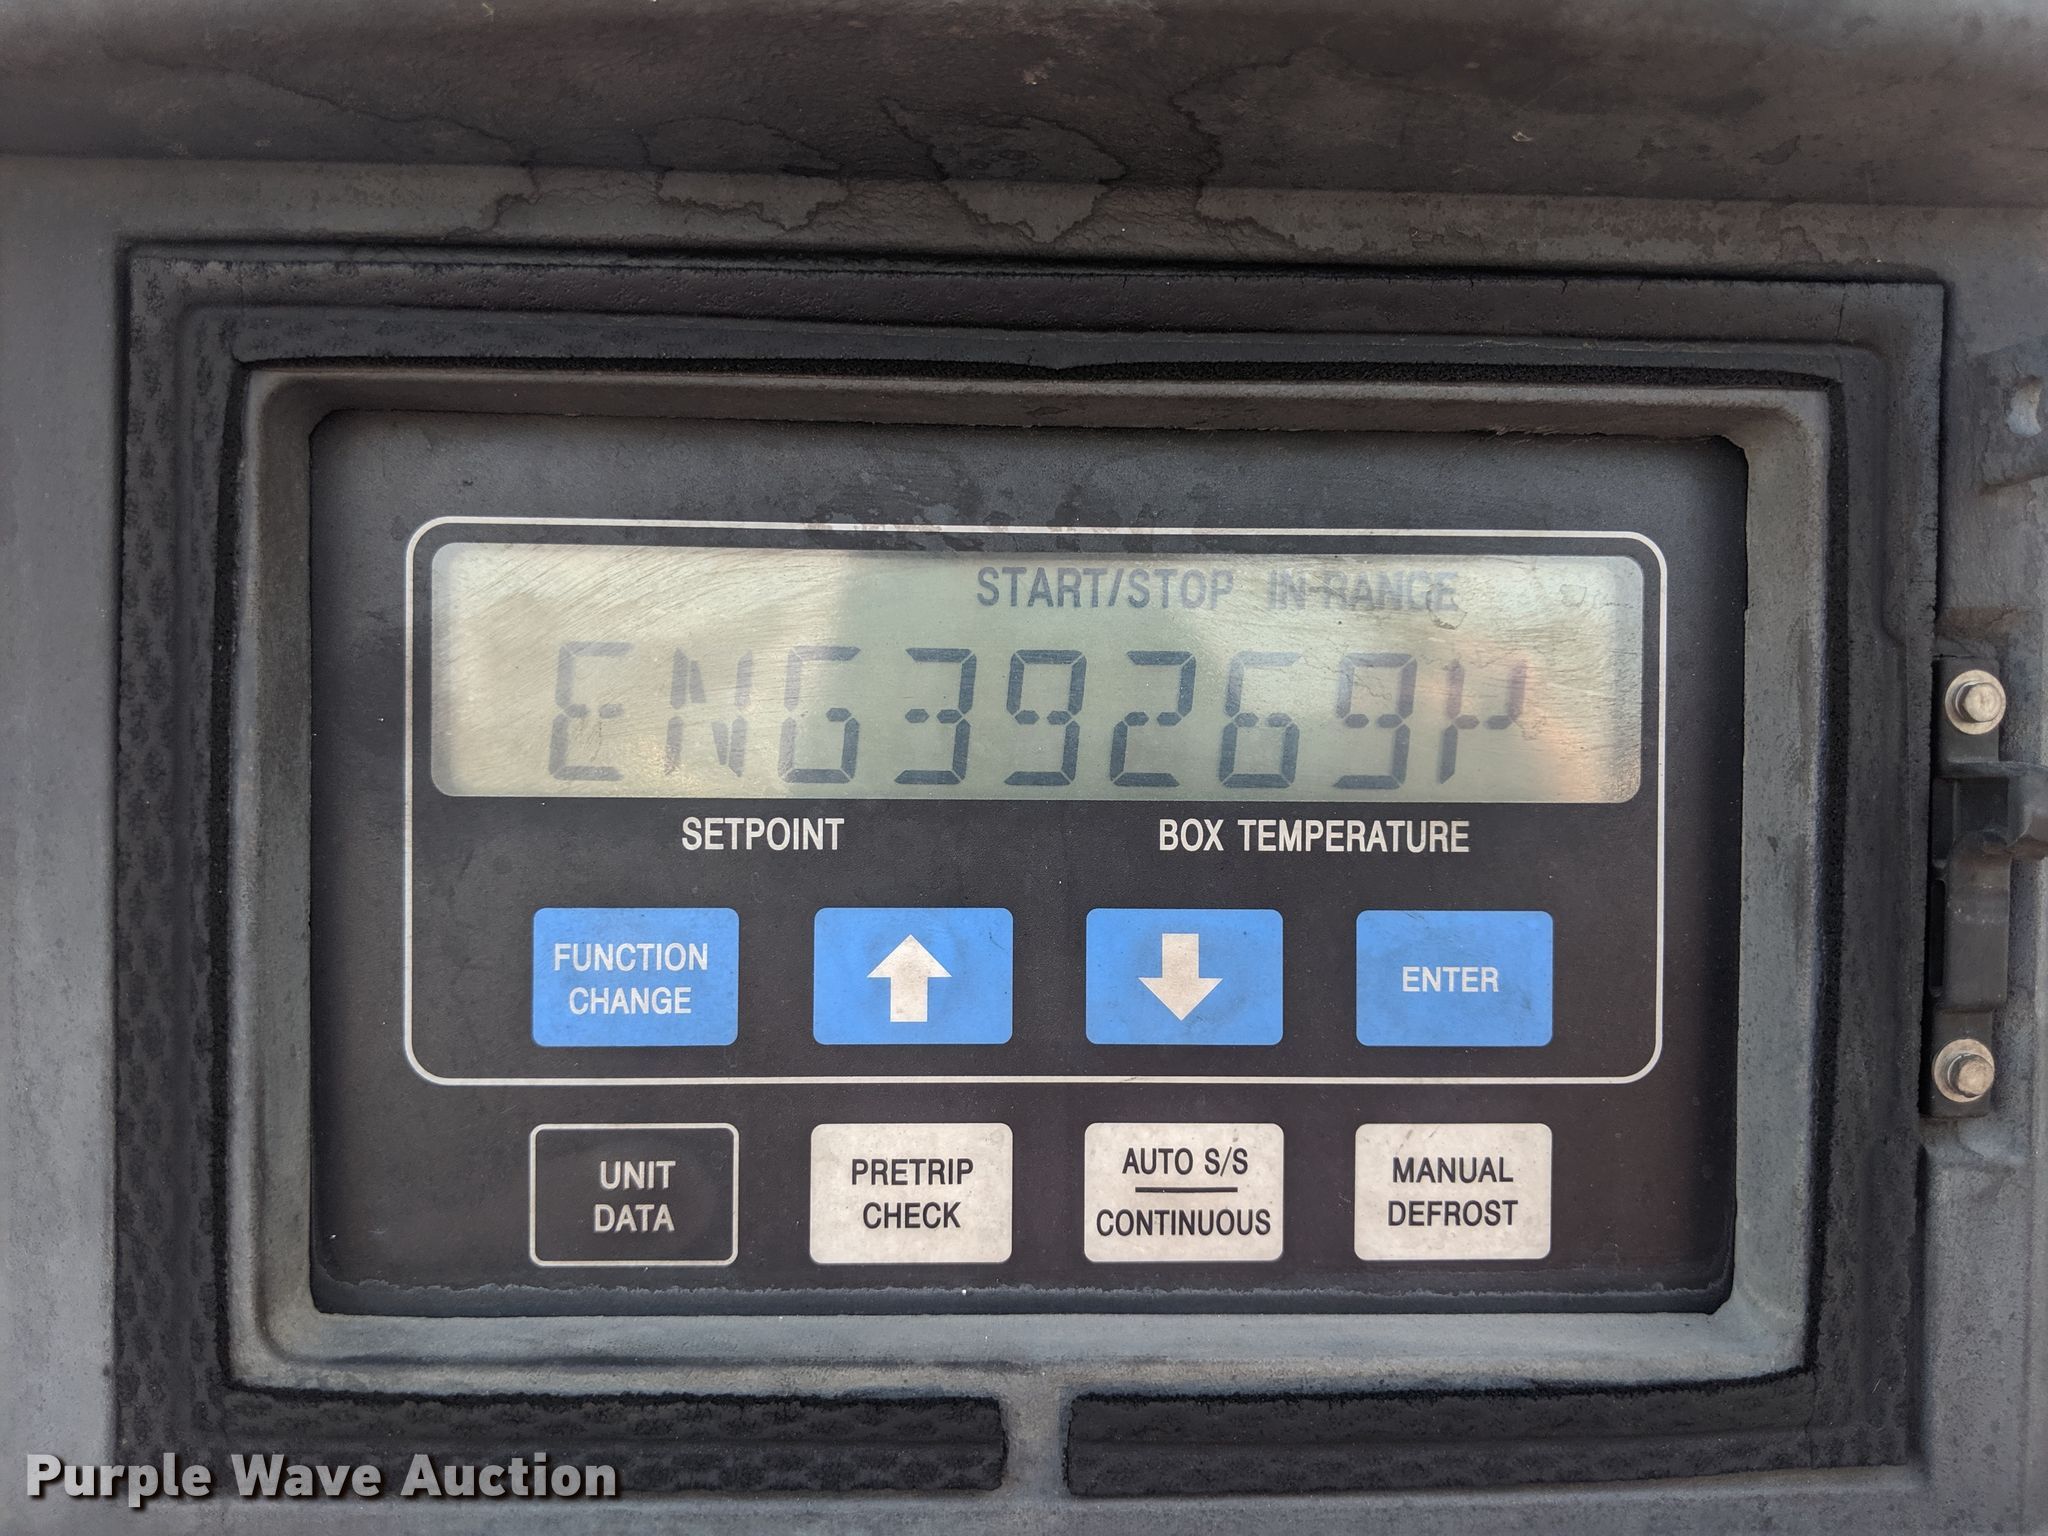 START/STOP IN-RANGE
ENG39269H
SETPOINT BOX TEMPERATURE
FUNCTION
CHANGE
ENTER
UNIT
DATA
PRETRIP
CHECK
AUTO S/S
CONTINUOUS
MANUAL
DEFROST
Purple Wave Auction